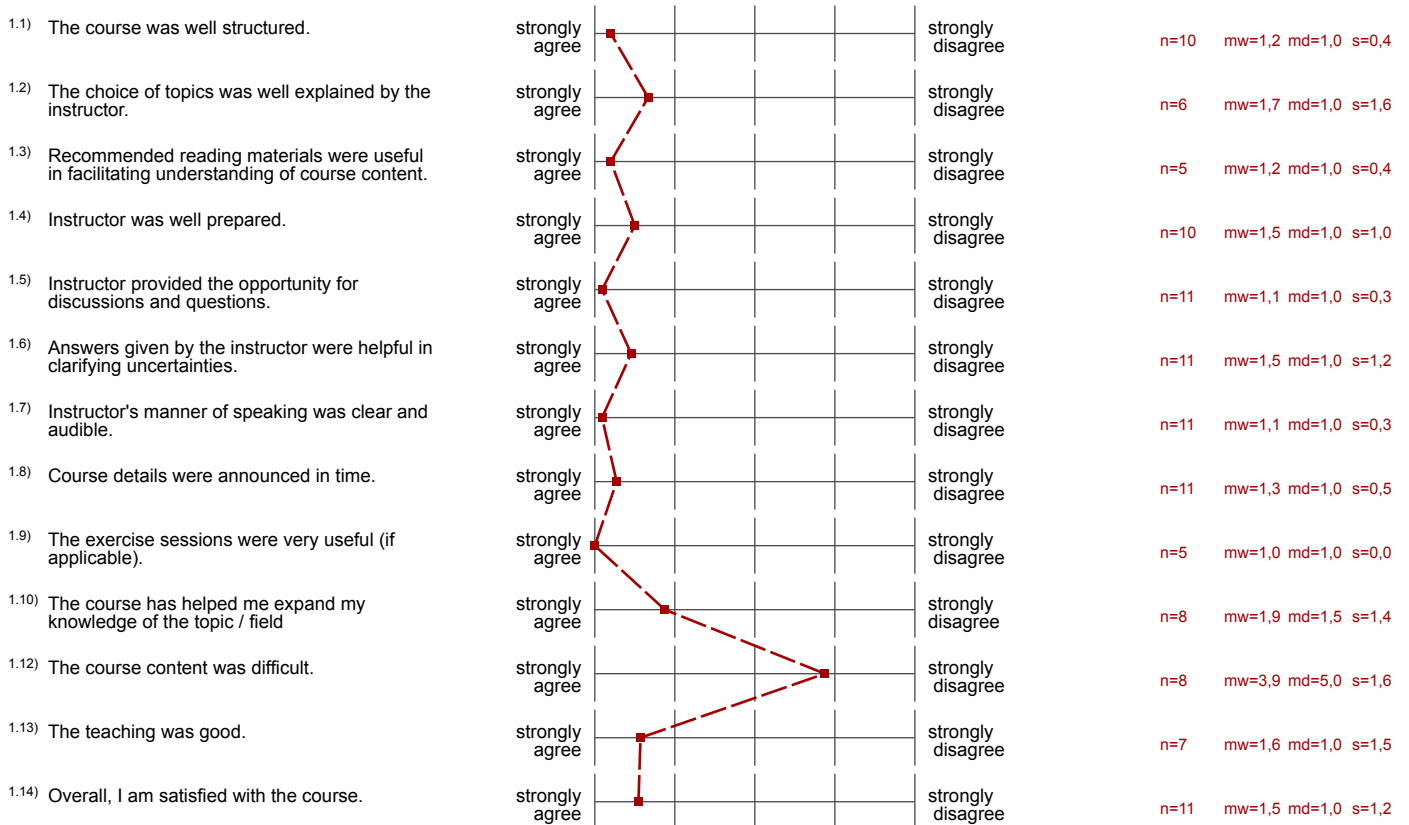 1.1) The course was well structured. strongly agree strongly disagree n=10 mw=1,2 md=1,0 s=0,4
1.2) The choice of topics was well explained by the
instructor. strongly agree strongly disagree n=6 mw=1,7 md=1,0 s=1,6
1.3) Recommended reading materials were useful
in facilitating understanding of course content. strongly agree strongly disagree n=5 mw=1,2 md=1,0 s=0,4
1.4) Instructor was well prepared. strongly agree strongly disagree n=10 mw=1,5 md=1,0 s=1,0
1.5) Instructor provided the opportunity for
discussions and questions. strongly agree strongly disagree n=11 mw=1,1 md=1,0 s=0,3
1.6) Answers given by the instructor were helpful in
clarifying uncertainties. strongly agree strongly disagree n=11 mw=1,5 md=1,0 s=1,2
1.7) Instructor's manner of speaking was clear and
audible. strongly agree strongly disagree n=11 mw=1,1 md=1,0 s=0,3
1.8) Course details were announced in time. strongly agree strongly disagree n=11 mw=1,3 md=1,0 s=0,5
1.9) The exercise sessions were very useful (if
applicable). strongly agree strongly disagree n=5 mw=1,0 md=1,0 s=0,0
1.10) The course has helped me expand my
knowledge of the topic / field strongly agree strongly disagree n=8 mw=1,9 md=1,5 s=1,4
1.12) The course content was difficult. strongly agree strongly disagree n=8 mw=3,9 md=5,0 s=1,6
1.13) The teaching was good. strongly agree strongly disagree n=7 mw=1,6 md=1,0 s=1,5
1.14) Overall, I am satisfied with the course. strongly agree strongly disagree n=11 mw=1,5 md=1,0 s=1,2